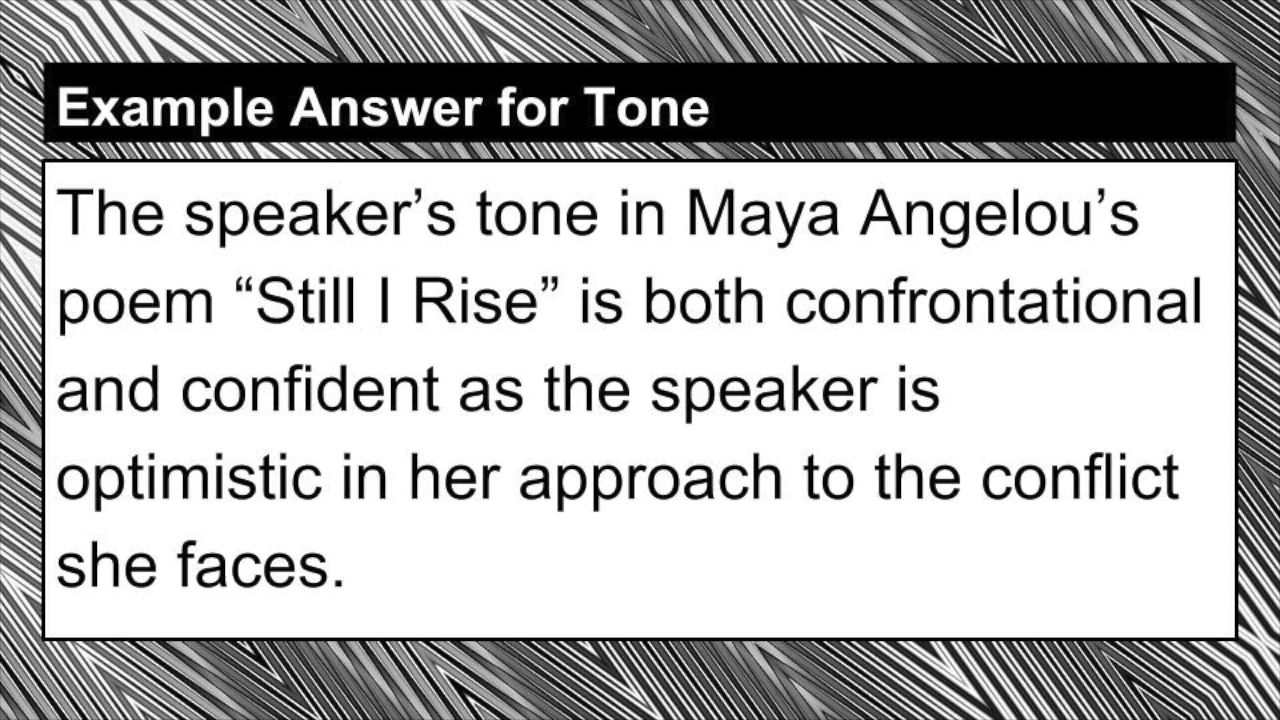 Example Answer for Tone
The speaker’s tone in Maya Angelou’s
poem “Still I Rise” is both confrontational
and confident as the speaker is
optimistic in her approach to the conflict
she faces.